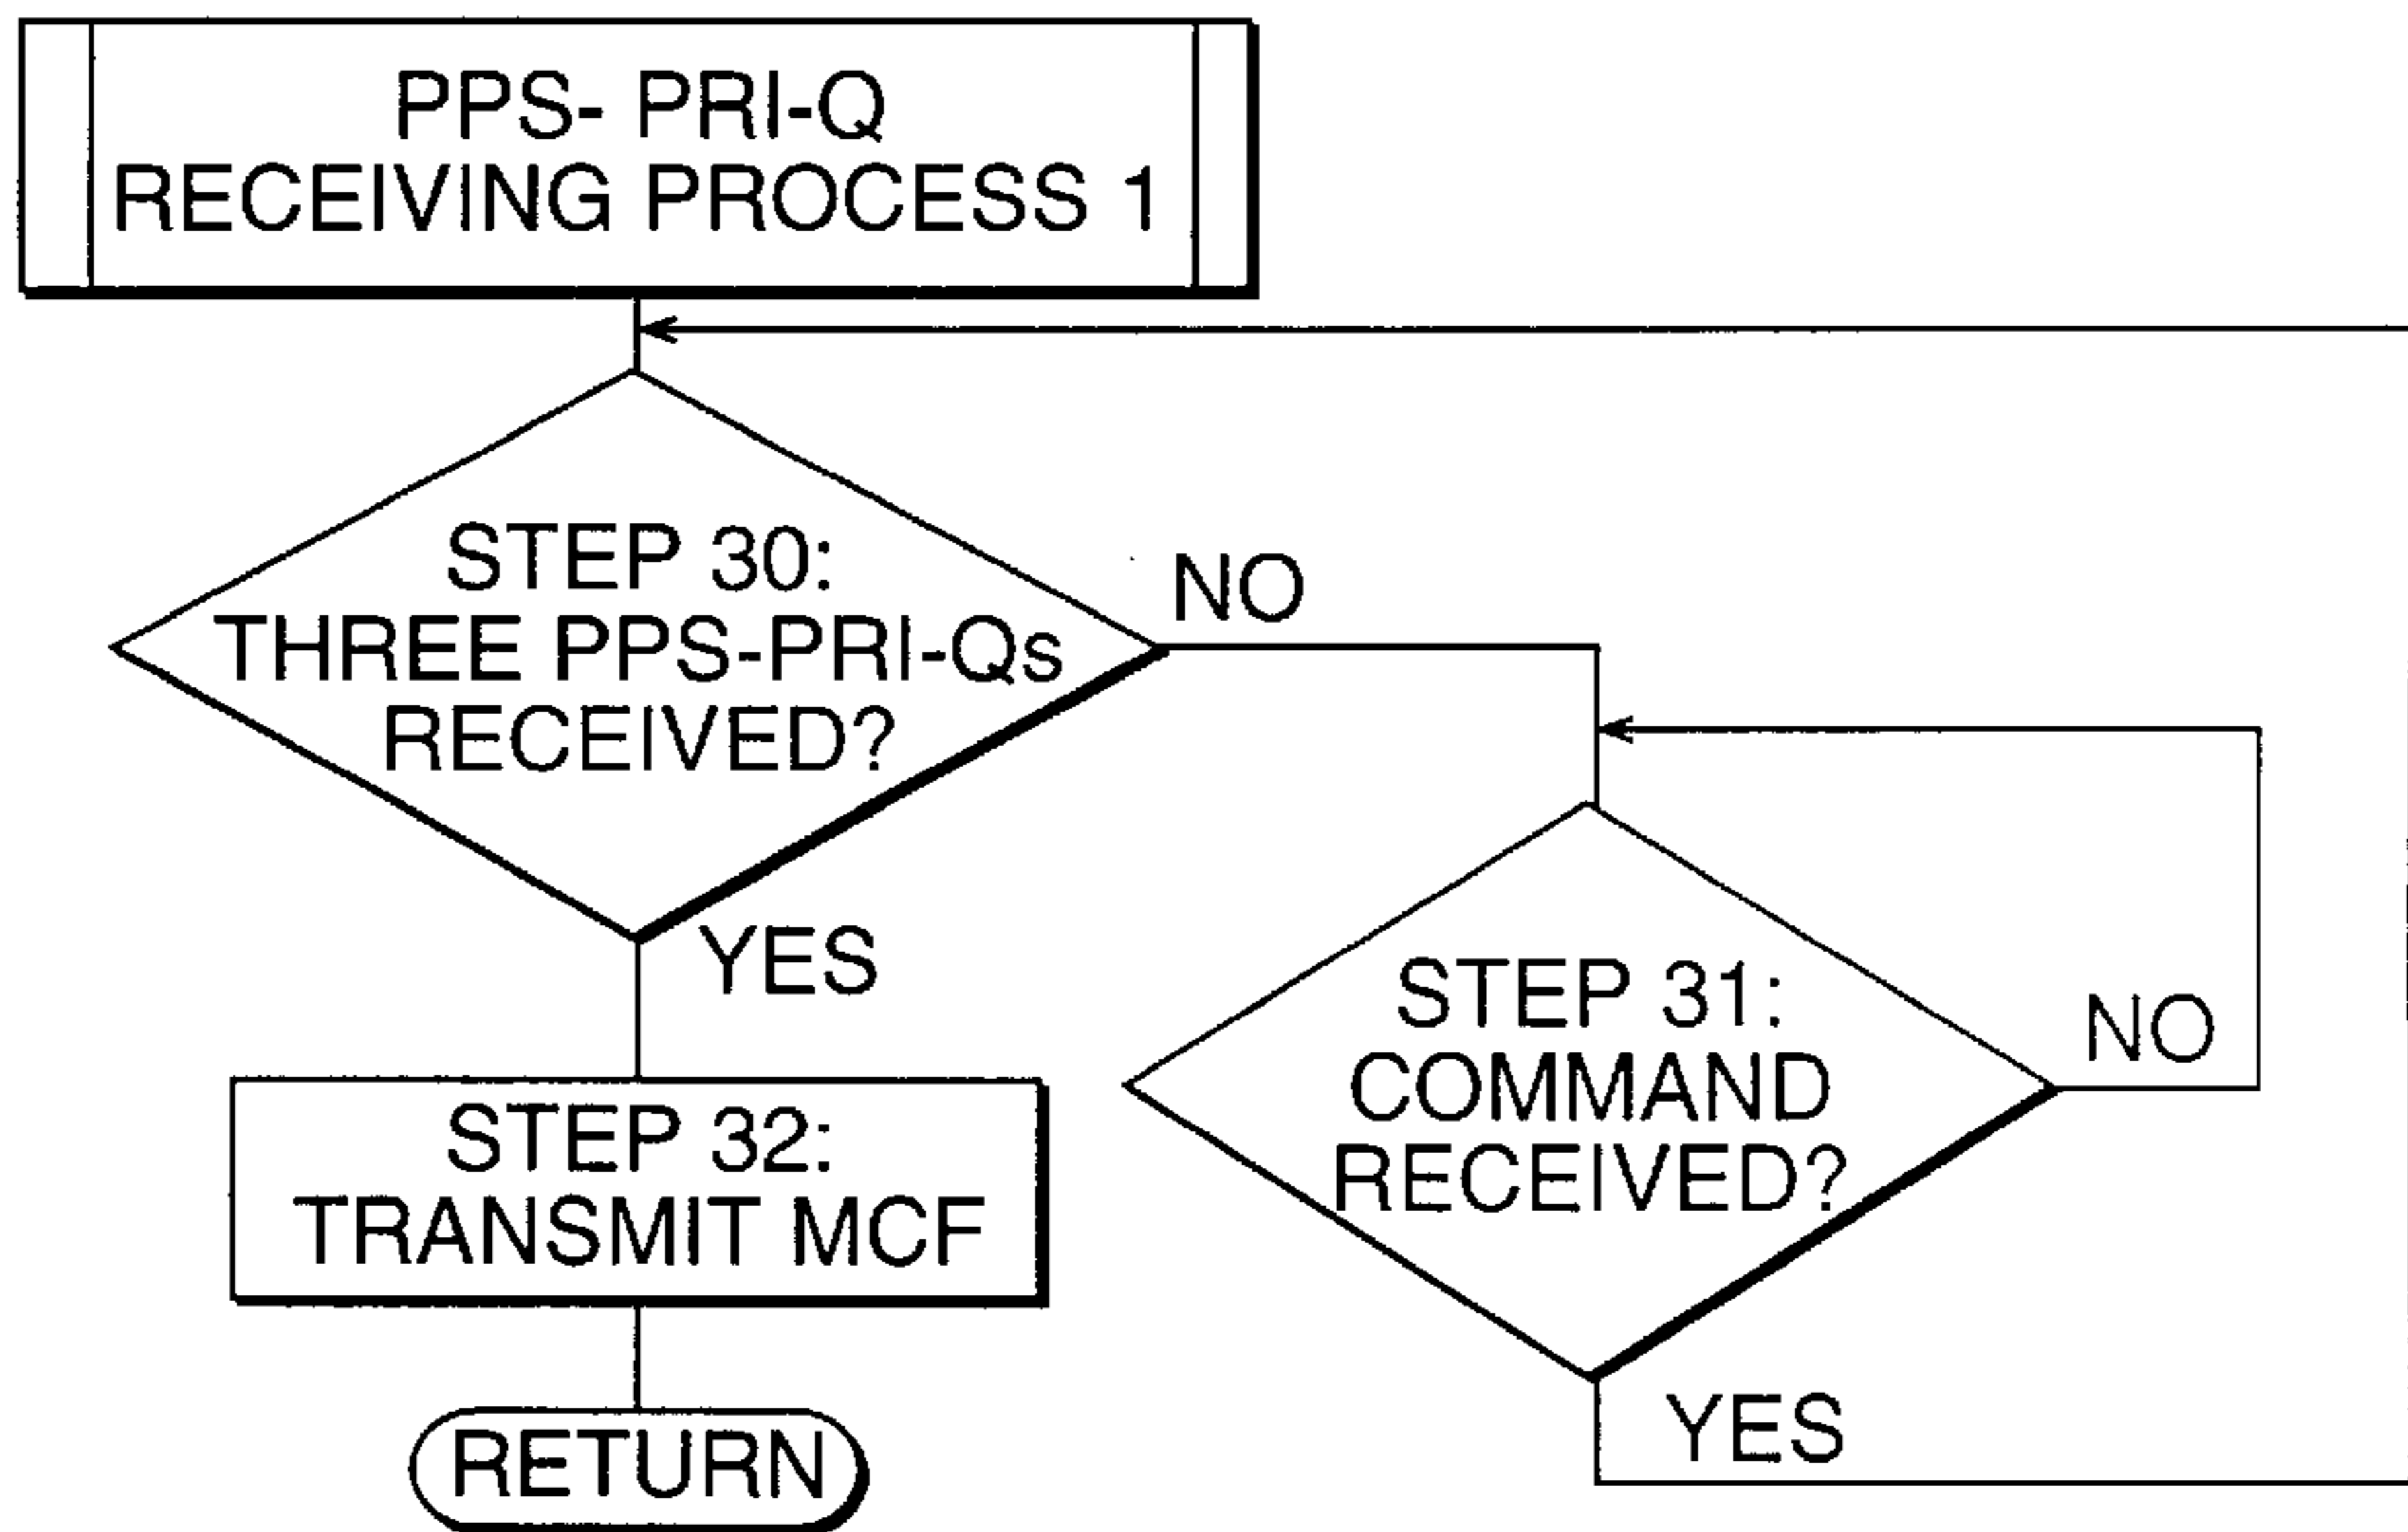 PPS- PRI-Q
RECEIVING PROCESS 1
STEP 30:
THREE PPS-PRI-Qs
RECEIVED?
NO
YES
STEP 31:
COMMAND
RECEIVED?
NO
YES
STEP 32:
TRANSMIT MCF
RETURN